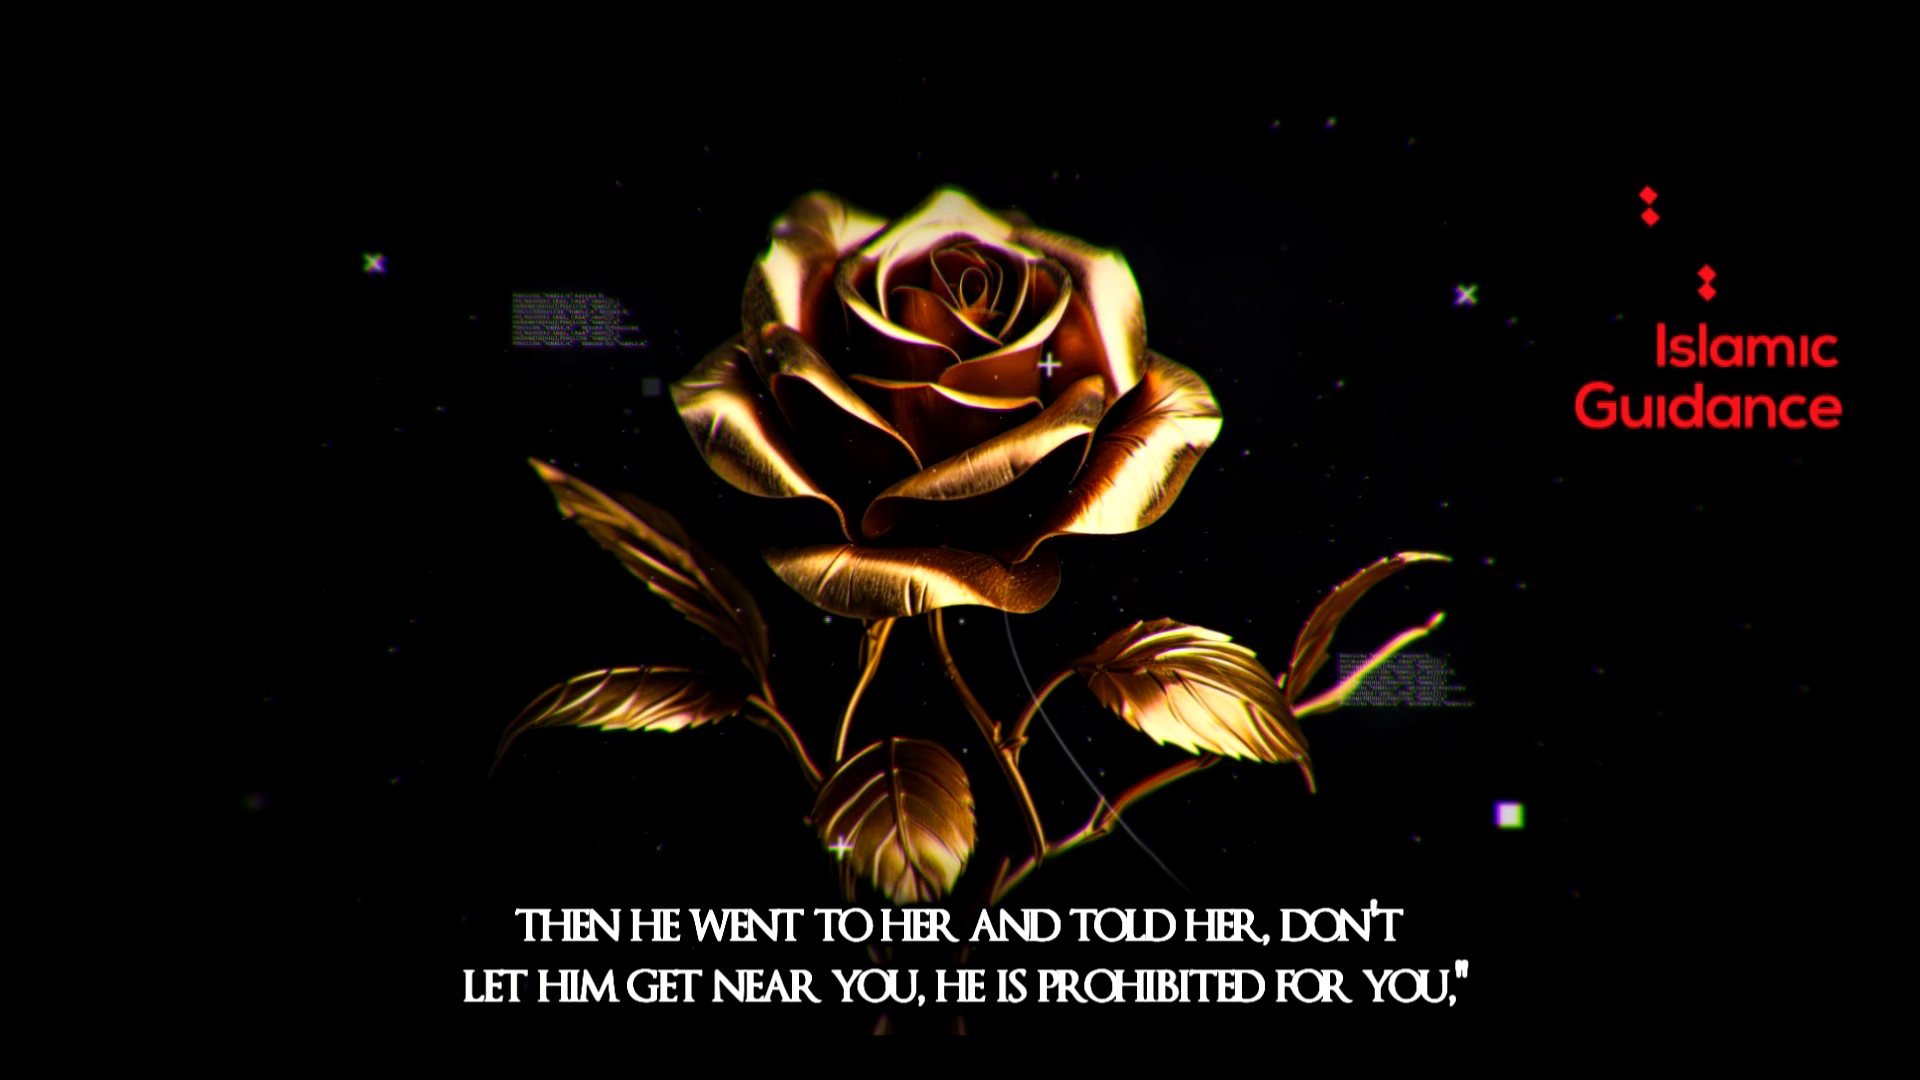 Islamic
Guidance
THEN HE WENT TO HER AND TOLD HER, DON'T
LET HIM GET NEAR YOU, HE IS PROHIBITED FOR YOU,"